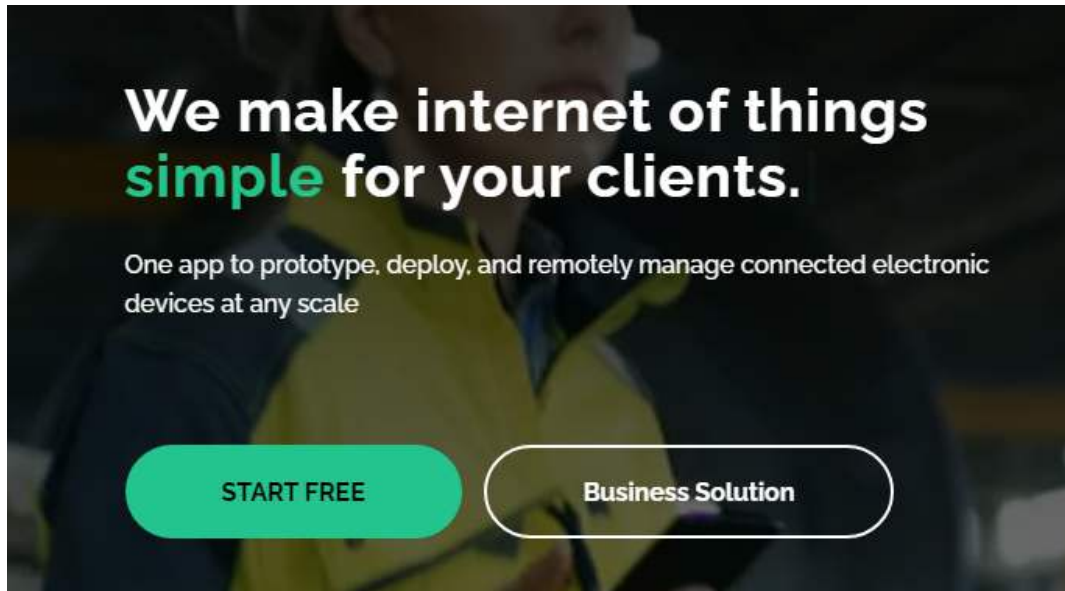 We make internet of things
simple for your clients.
One app to prototype, deploy, and remotely manage connected electronic
devices at any scale
START FREE
Business Solution